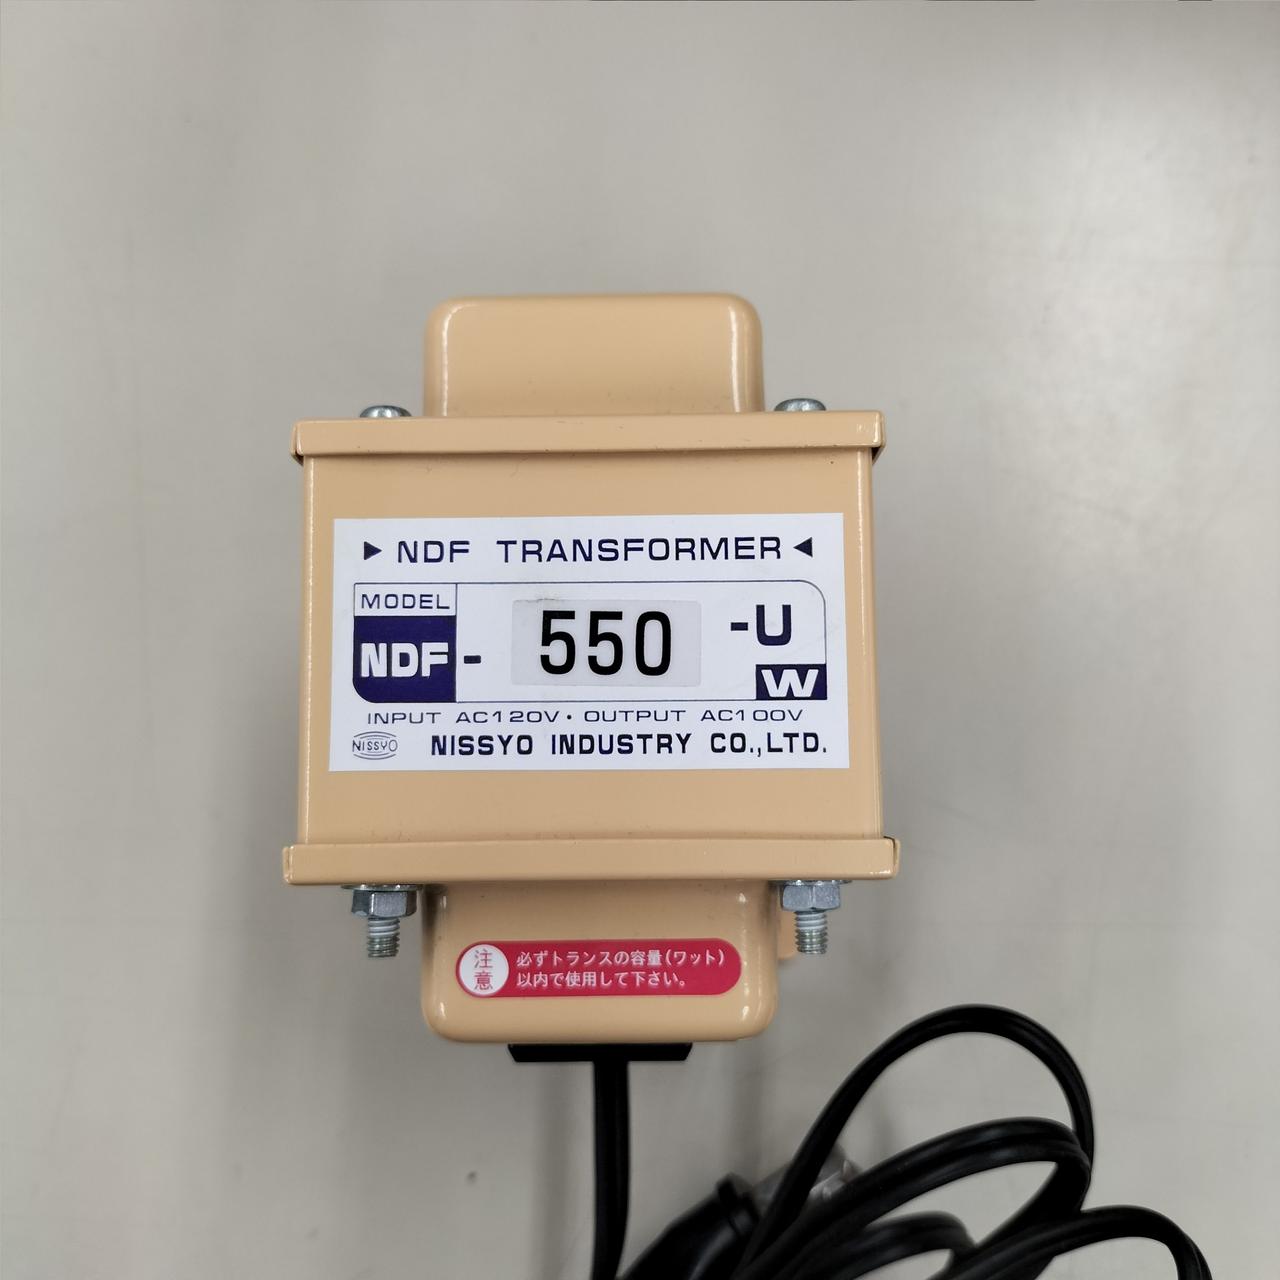 ▶ NDF TRANSFORMER ◀
MODEL
NDF- 550 -U
W
INPUT AC120V・OUTPUT AC100V
NISSYO NISSYO INDUSTRY CO.,LTD.
注意 必ずトランスの容量(ワット)
以内で使用して下さい。